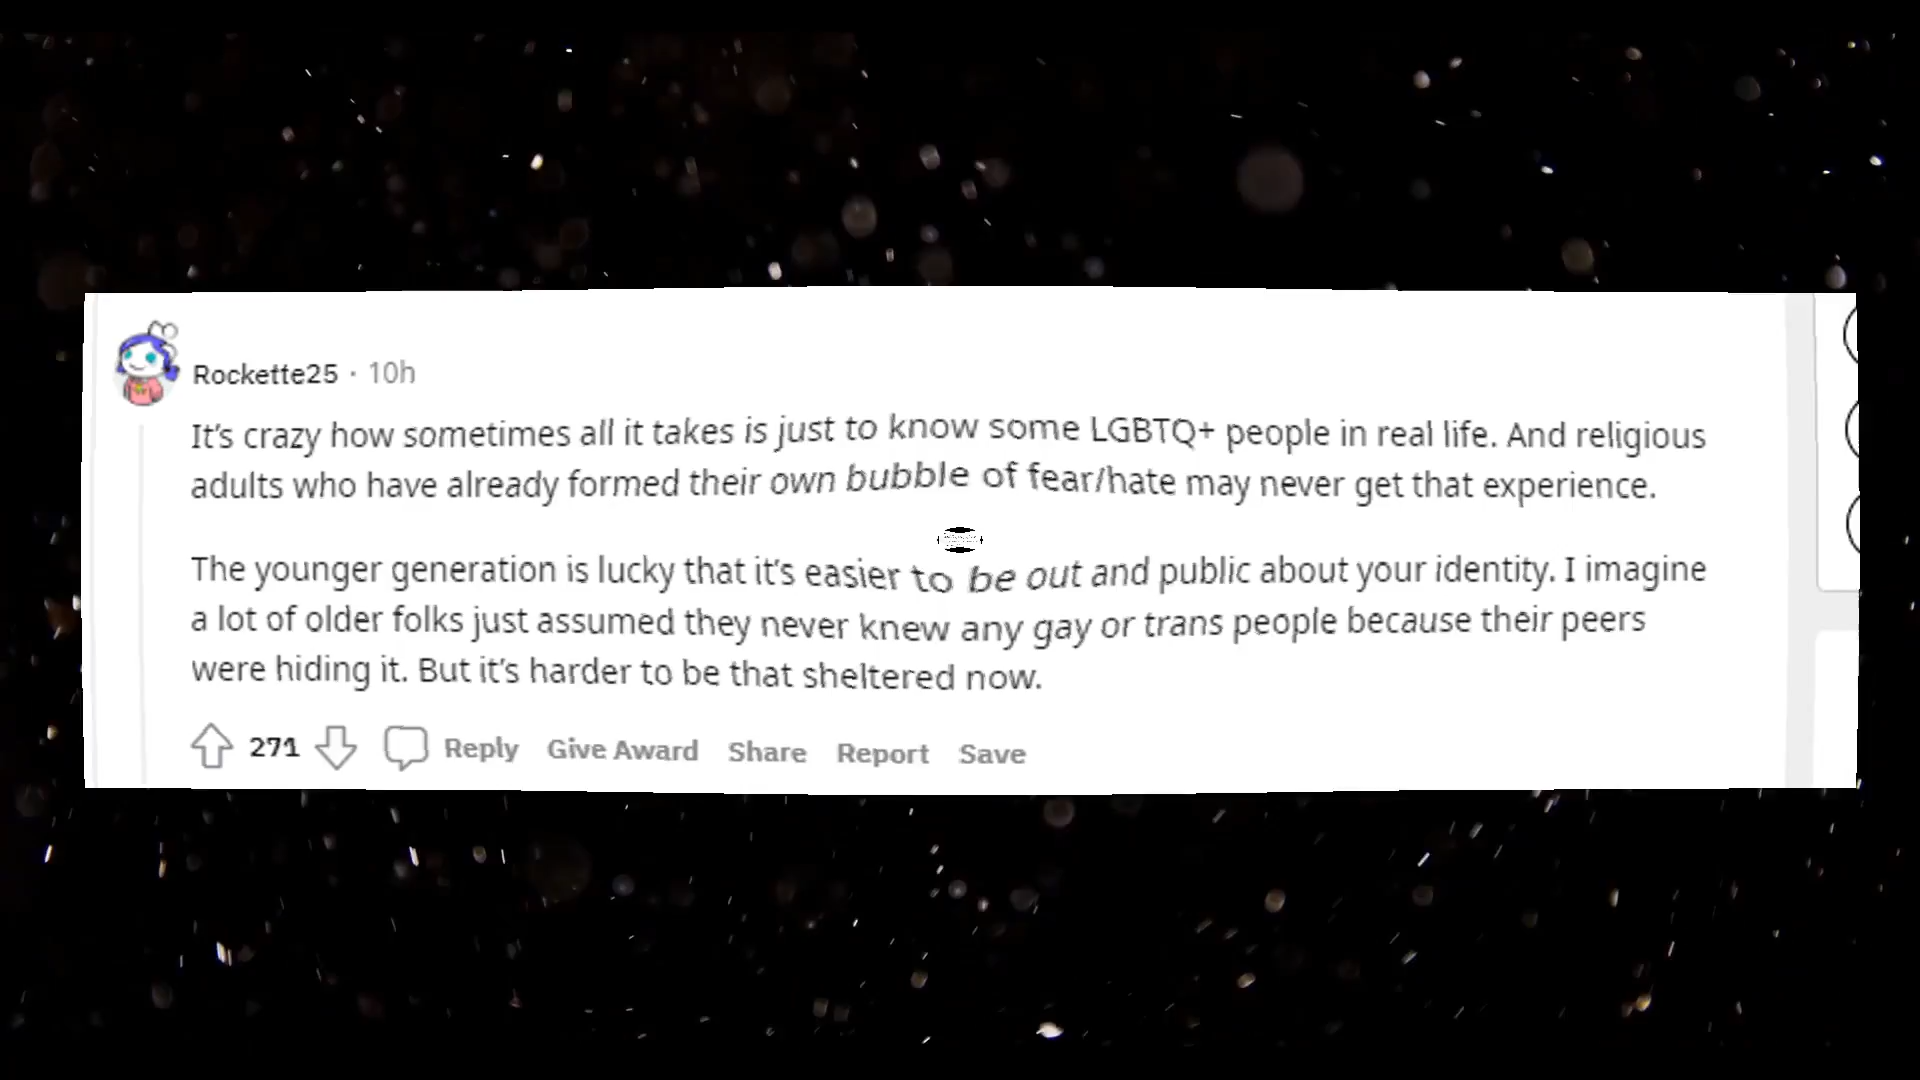 Rockette25 · 10h
It's crazy how sometimes all it takes is just to know some LGBTQ+ people in real life. And religious
adults who have already formed their own bubble of fear/hate may never get that experience.
The younger generation is lucky that it's easier to be out and public about your identity. I imagine
a lot of older folks just assumed they never knew any gay or trans people because their peers
were hiding it. But it's harder to be that sheltered now.
271 Reply Give Award Share Report Save